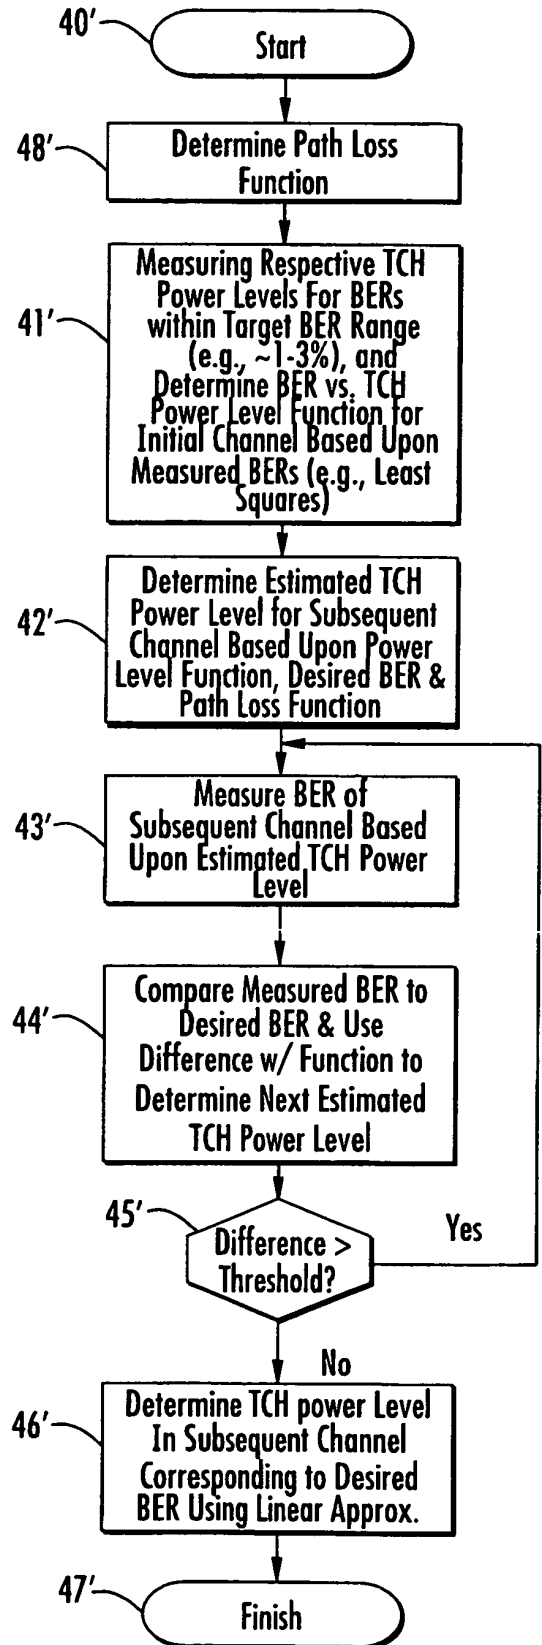 40'
Start
48'
Determine Path Loss
Function
41'
Measuring Respective TCH
Power Levels For BERs
within Target BER Range
(e.g., ~1-3%), and
Determine BER vs. TCH
Power Level Function for
Initial Channel Based Upon
Measured BERs (e.g., Least
Squares)
42'
Determine Estimated TCH
Power Level for Subsequent
Channel Based Upon Power
Level Function, Desired BER &
Path Loss Function
43'
Measure BER of
Subsequent Channel Based
Upon Estimated TCH Power
Level
44'
Compare Measured BER to
Desired BER & Use
Difference w/ Function to
Determine Next Estimated
TCH Power Level
45'
Difference >
Threshold?
Yes
No
46'
Determine TCH power Level
In Subsequent Channel
Corresponding to Desired
BER Using Linear Approx.
47'
Finish